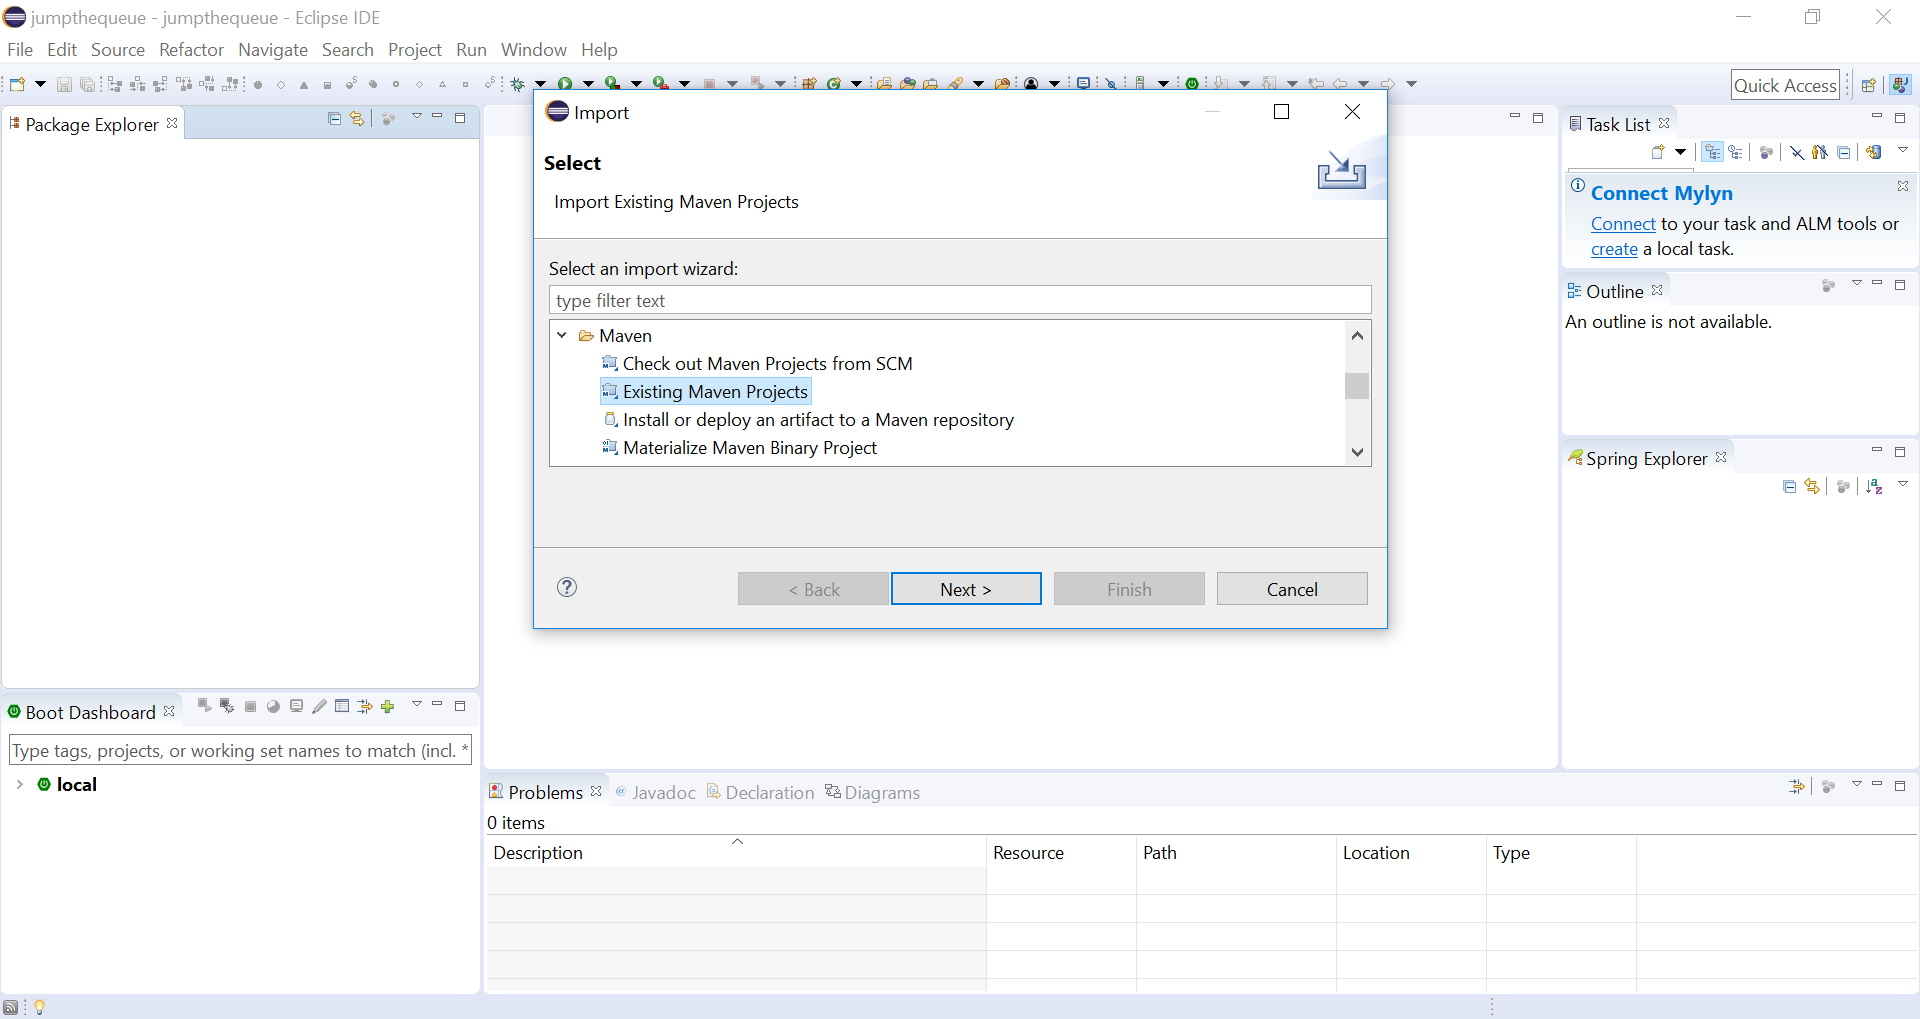 jumpthequeue - jumpthequeue - Eclipse IDE
File Edit Source Refactor Navigate Search Project Run Window Help
Quick Access
Package Explorer
Import
Select
Import Existing Maven Projects
Select an import wizard:
type filter text
Maven
Check out Maven Projects from SCM
Existing Maven Projects
Install or deploy an artifact to a Maven repository
Materialize Maven Binary Project
< Back Next > Finish Cancel
Task List
Connect Mylyn
Connect to your task and ALM tools or
create a local task.
Outline
An outline is not available.
Spring Explorer
Boot Dashboard
Type tags, projects, or working set names to match (incl. *
local
Problems @ Javadoc Declaration Diagrams
0 items
Description Resource Path Location Type